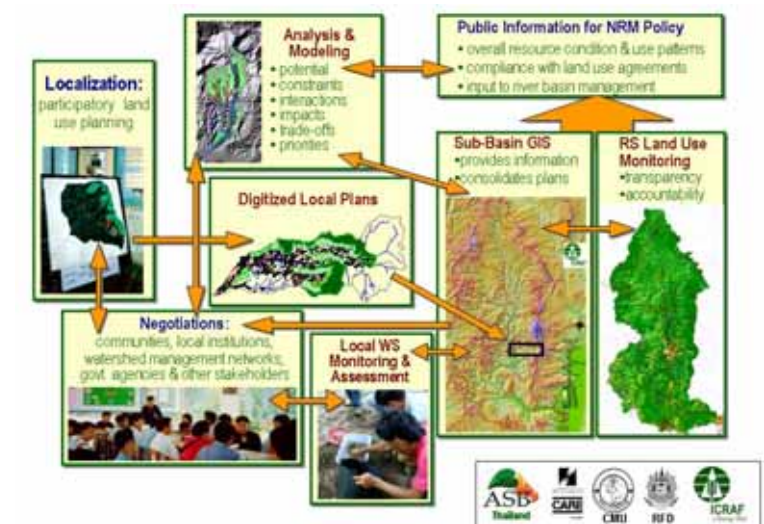 Localization:
participatory land
use planning
Analysis &
Modeling
• potential
• constraints
• interactions
• impacts
• trade-offs
• priorities
Public Information for NRM Policy
• overall resource condition & use patterns
• compliance with land use agreements
• input to river basin management
Sub-Basin GIS
•provides information
•consolidates plans
RS Land Use
Monitoring
•transparency
•accountability
Digitized Local Plans
Negotiations:
communities, local institutions,
watershed management networks,
govt. agencies & other stakeholders
Local WS
Monitoring &
Assessment
ASB
Thailand
CARE
CMU
RFD
ICRAF